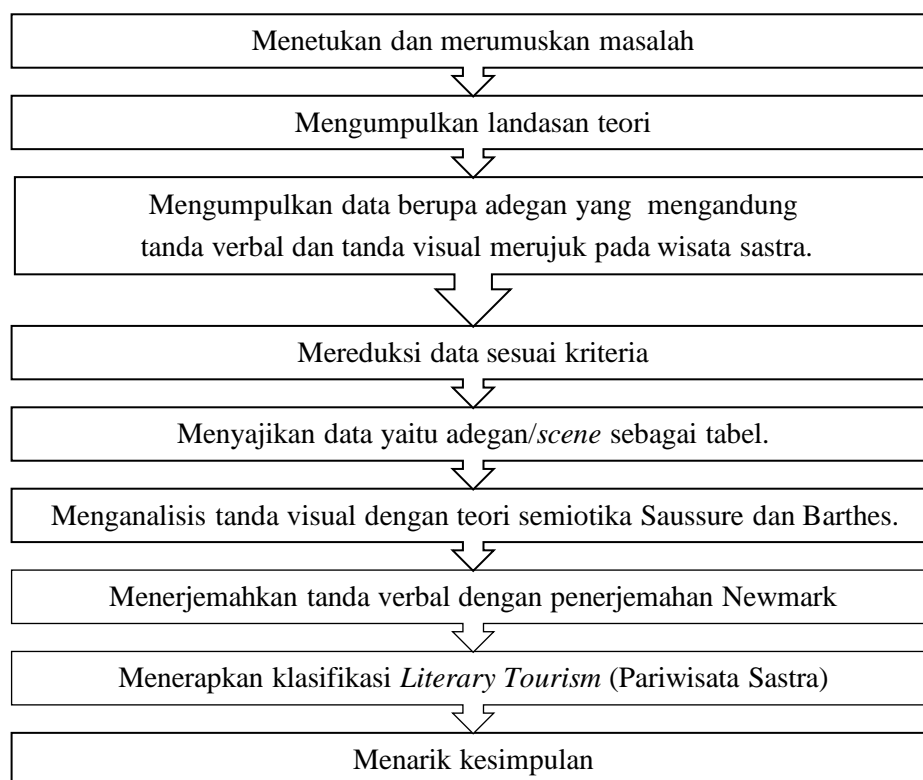 Menetukan dan merumuskan masalah
Mengumpulkan landasan teori
Mengumpulkan data berupa adegan yang mengandung
tanda verbal dan tanda visual merujuk pada wisata sastra.
Mereduksi data sesuai kriteria
Menyajikan data yaitu adegan/scene sebagai tabel.
Menganalisis tanda visual dengan teori semiotika Saussure dan Barthes.
Menerjemahkan tanda verbal dengan penerjemahan Newmark
Menerapkan klasifikasi Literary Tourism (Pariwisata Sastra)
Menarik kesimpulan